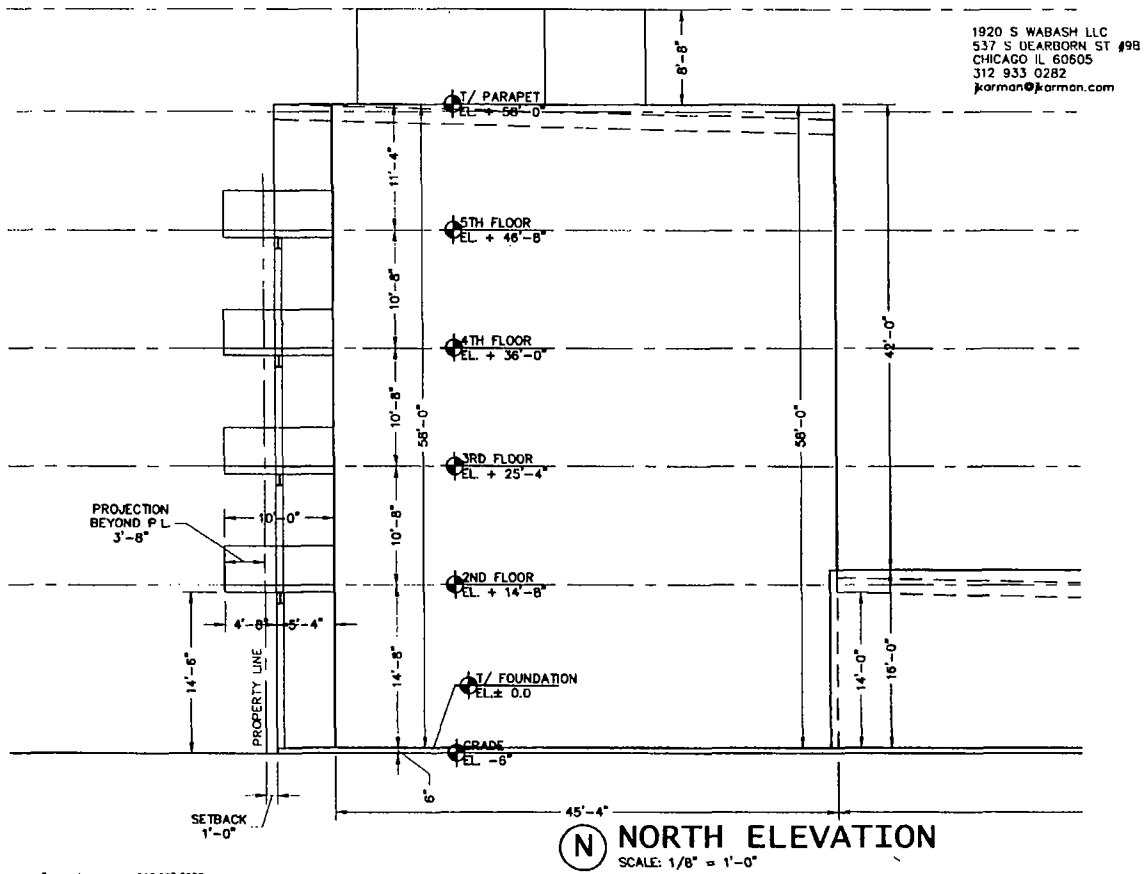 1920 S WABASH LLC
537 S DEARBORN ST #9B
CHICAGO IL 60605
312 933 0282
jkarman@jkarman.com
8'-8"
T/ PARAPET
EL. + 58'-0"
11'-4"
5TH FLOOR
EL. + 46'-8"
10'-8"
4TH FLOOR
EL. + 36'-0"
42'-0"
10'-8"
58'-0"
58'-0"
3RD FLOOR
EL. + 25'-4"
PROJECTION
BEYOND P L
3'-8"
10'-0"
10'-8"
2ND FLOOR
EL. + 14'-8"
4'-8"
5'-4"
14'-6"
PROPERTY LINE
14'-8"
T/ FOUNDATION
EL.± 0.0
14'-0"
16'-0"
GRADE
EL. -6"
6"
SETBACK
1'-0"
45'-4"
N
NORTH ELEVATION
SCALE: 1/8" = 1'-0"